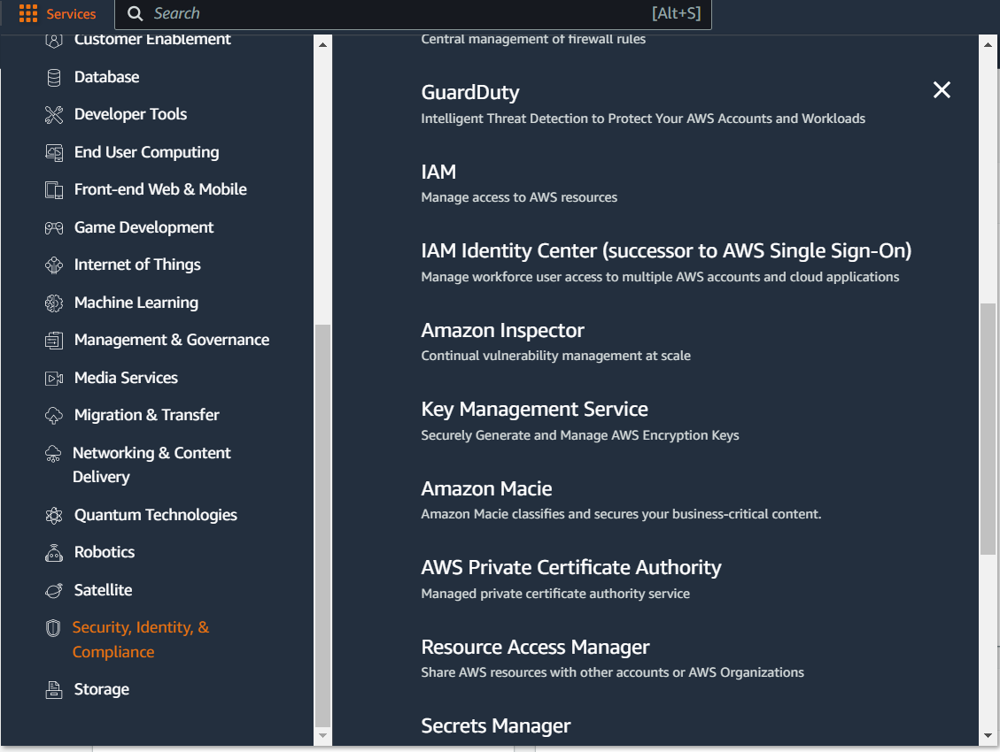 Services
Search
[Alt+S]
Customer Enablement
Database
Developer Tools
End User Computing
Front-end Web & Mobile
Game Development
Internet of Things
Machine Learning
Management & Governance
Media Services
Migration & Transfer
Networking & Content
Delivery
Quantum Technologies
Robotics
Satellite
Security, Identity, &
Compliance
Storage
Central management of firewall rules
GuardDuty
Intelligent Threat Detection to Protect Your AWS Accounts and Workloads
IAM
Manage access to AWS resources
IAM Identity Center (successor to AWS Single Sign-On)
Manage workforce user access to multiple AWS accounts and cloud applications
Amazon Inspector
Continual vulnerability management at scale
Key Management Service
Securely Generate and Manage AWS Encryption Keys
Amazon Macie
Amazon Macie classifies and secures your business-critical content.
AWS Private Certificate Authority
Managed private certificate authority service
Resource Access Manager
Share AWS resources with other accounts or AWS Organizations
Secrets Manager